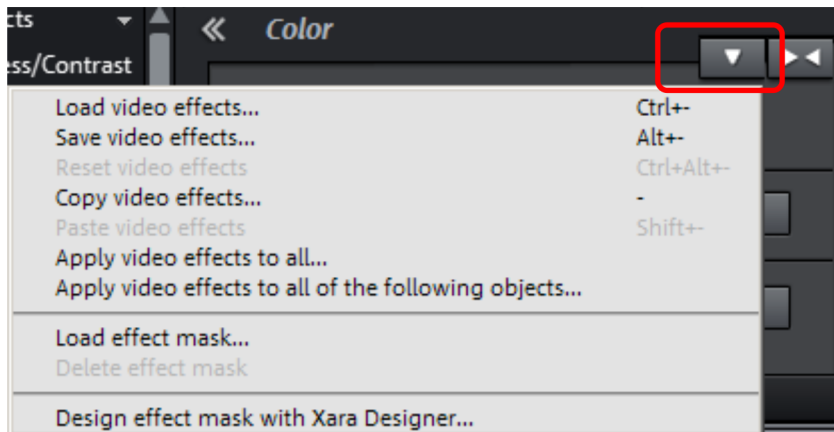 cts
Color
ess/Contrast
Load video effects... Ctrl+-
Save video effects... Alt+-
Reset video effects Ctrl+Alt+-
Copy video effects... -
Paste video effects Shift+-
Apply video effects to all...
Apply video effects to all of the following objects...
Load effect mask...
Delete effect mask
Design effect mask with Xara Designer...